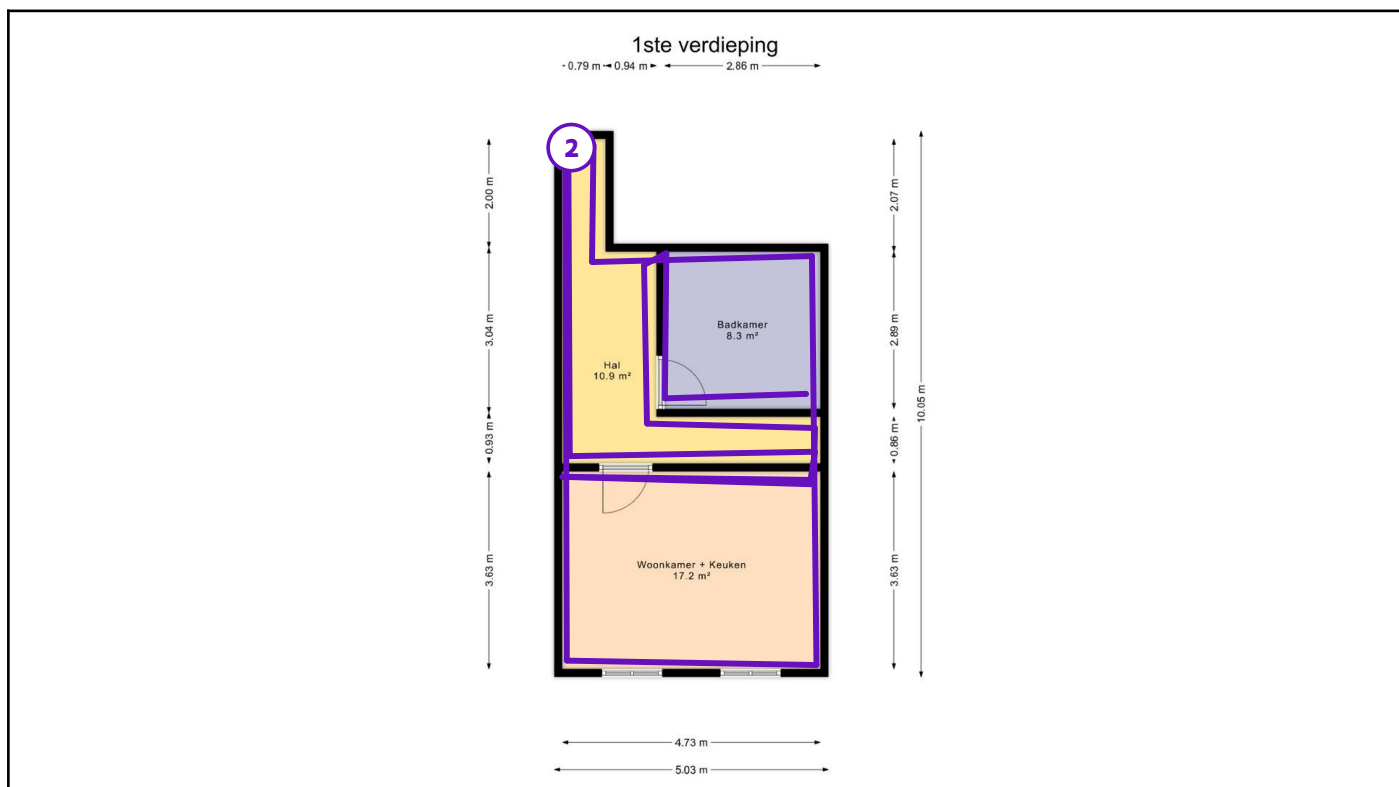 1ste verdieping
0.79 m 0.94 m 2.86 m
2
2.00 m
2.07 m
3.04 m
2.89 m
10.05 m
Badkamer
8.3 m²
Hal
10.9 m²
0.93 m
0.86 m
3.63 m
3.63 m
Woonkamer + Keuken
17.2 m²
4.73 m
5.03 m